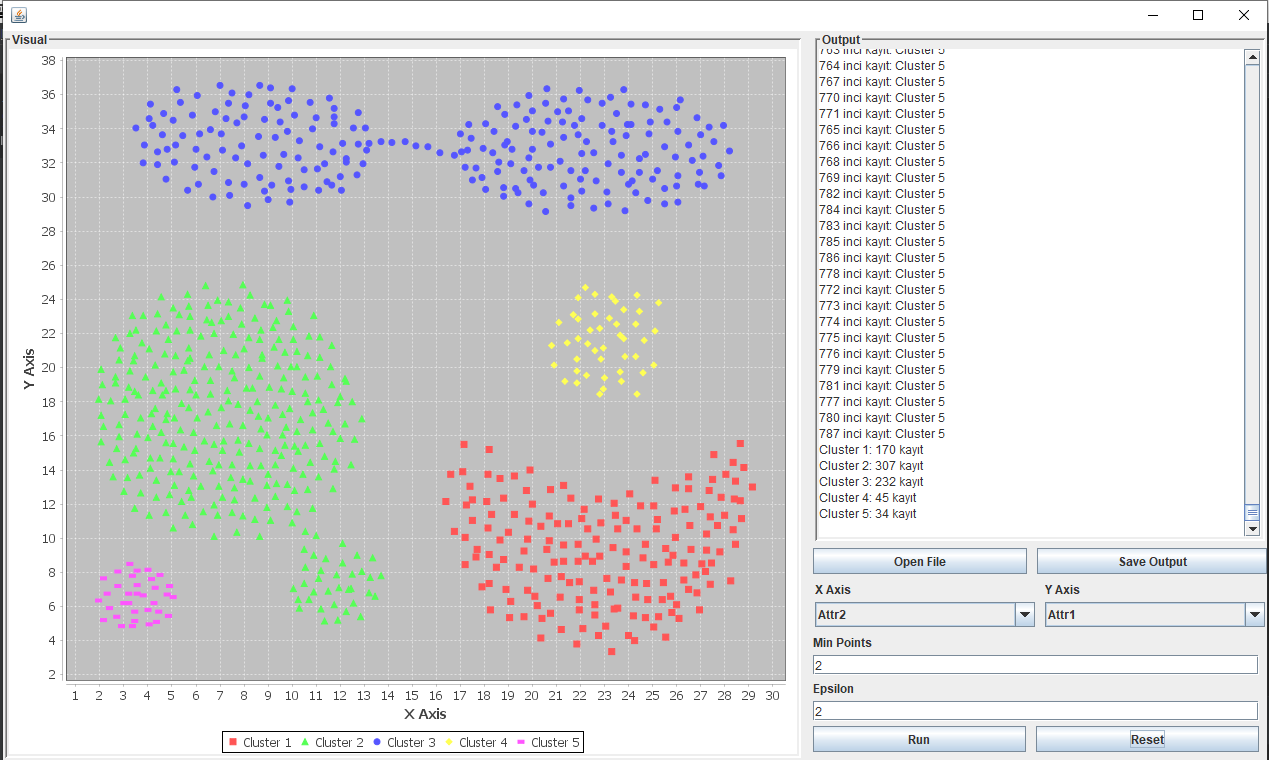 Visual
38
36
34
32
30
28
26
24
22
20
18
16
14
12
10
8
6
4
2
Y Axis
1 2 3 4 5 6 7 8 9 10 11 12 13 14 15 16 17 18 19 20 21 22 23 24 25 26 27 28 29 30
X Axis
Cluster 1 Cluster 2 Cluster 3 Cluster 4 Cluster 5
Output
763 inci kayıt: Cluster 5
764 inci kayıt: Cluster 5
767 inci kayıt: Cluster 5
770 inci kayıt: Cluster 5
771 inci kayıt: Cluster 5
765 inci kayıt: Cluster 5
766 inci kayıt: Cluster 5
768 inci kayıt: Cluster 5
769 inci kayıt: Cluster 5
782 inci kayıt: Cluster 5
784 inci kayıt: Cluster 5
783 inci kayıt: Cluster 5
785 inci kayıt: Cluster 5
786 inci kayıt: Cluster 5
778 inci kayıt: Cluster 5
772 inci kayıt: Cluster 5
773 inci kayıt: Cluster 5
774 inci kayıt: Cluster 5
775 inci kayıt: Cluster 5
776 inci kayıt: Cluster 5
779 inci kayıt: Cluster 5
781 inci kayıt: Cluster 5
777 inci kayıt: Cluster 5
780 inci kayıt: Cluster 5
787 inci kayıt: Cluster 5
Cluster 1: 170 kayıt
Cluster 2: 307 kayıt
Cluster 3: 232 kayıt
Cluster 4: 45 kayıt
Cluster 5: 34 kayıt
Open File Save Output
X Axis Y Axis
Attr2 Attr1
Min Points
2
Epsilon
2
Run Reset